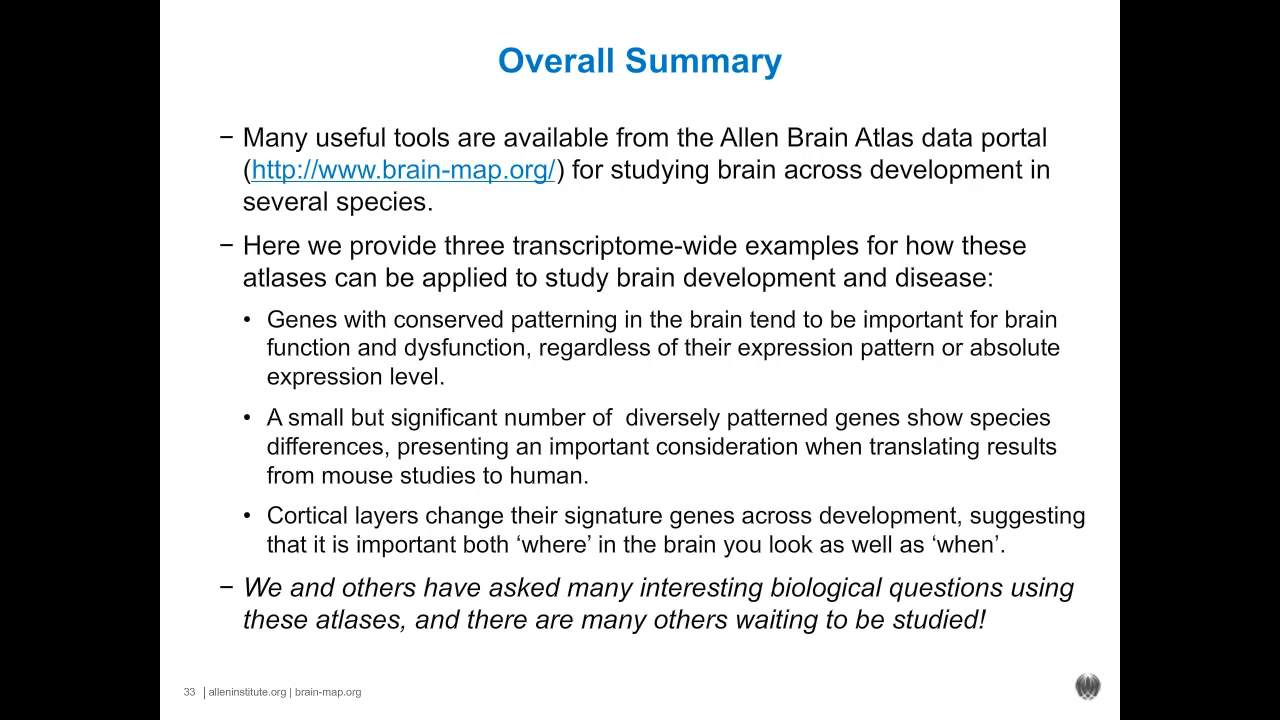 Overall Summary
− Many useful tools are available from the Allen Brain Atlas data portal
(http://www.brain-map.org/) for studying brain across development in
several species.
− Here we provide three transcriptome-wide examples for how these
atlases can be applied to study brain development and disease:
• Genes with conserved patterning in the brain tend to be important for brain
function and dysfunction, regardless of their expression pattern or absolute
expression level.
• A small but significant number of  diversely patterned genes show species
differences, presenting an important consideration when translating results
from mouse studies to human.
• Cortical layers change their signature genes across development, suggesting
that it is important both ‘where’ in the brain you look as well as ‘when’.
− We and others have asked many interesting biological questions using
these atlases, and there are many others waiting to be studied!
33 | alleninstitute.org | brain-map.org